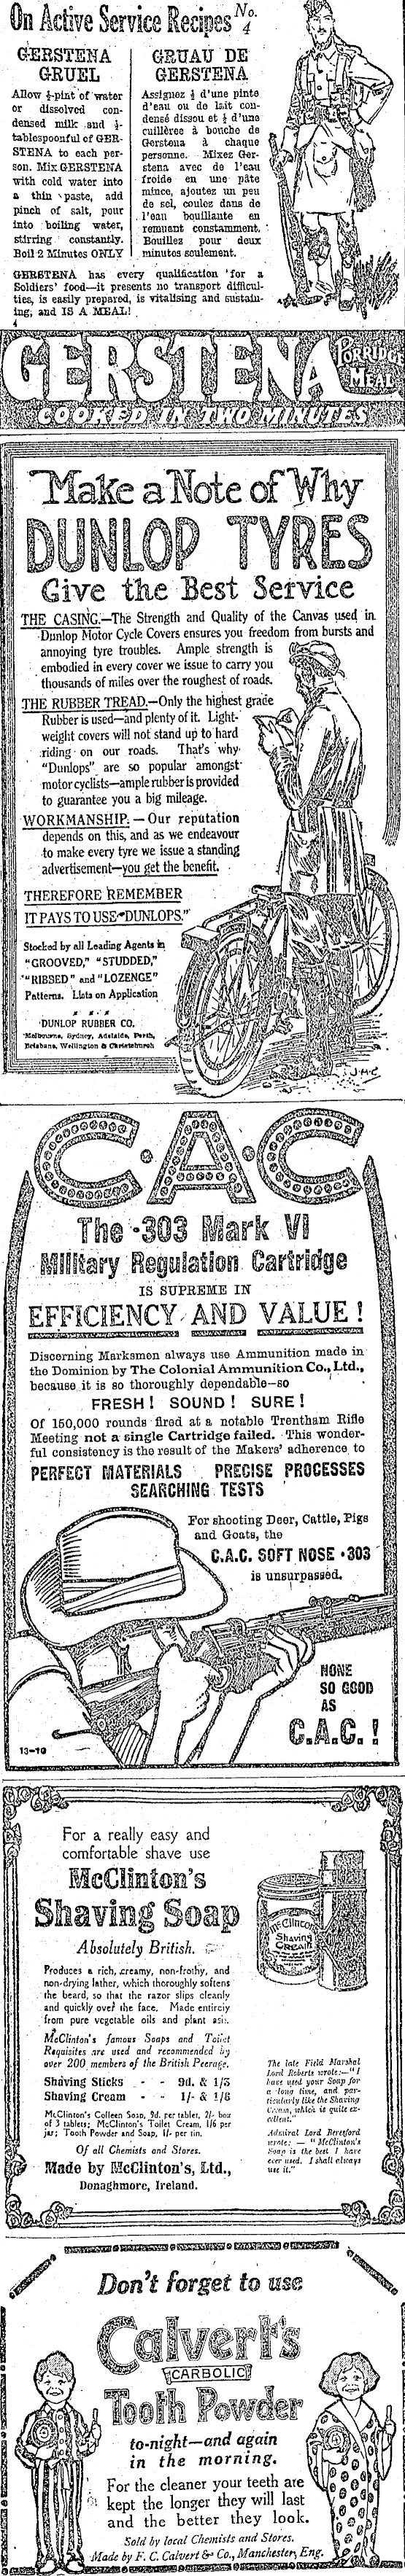 On Active Service Recipes No. 4
GERSTENA
GRUEL
Allow ½-pint of water
or dissolved con-
densed milk and ½-
tablespoonful of GER-
STENA to each per-
son. Mix GERSTENA
with cold water into
a thin paste, add
pinch of salt, pour
into boiling water,
stirring constantly.
Boil 2 Minutes ONLY
GRUAU DE
GERSTENA
Assignez ½ d'une pinte
d'eau ou de lait con-
densé dissou et ½ d'une
cuillère à bouche de
Gerstena à chaque
personne. Mixez Ger-
stena avec de l'eau
froide en une pâte
mince, ajoutez un peu
de sel, coulez dans de
l'eau bouillante en
remuant constamment.
Bouillez pour deux
minutes seulement.
GERSTENA has every qualification for a
Soldiers' food—it presents no transport difficul-
ties, is easily prepared, is vitalising and sustain-
ing, and IS A MEAL!
4
GERSTENA PORRIDGE
MEAL
COOKED IN TWO MINUTES
Make a Note of Why
DUNLOP TYRES
Give the Best Service
THE CASING.—The Strength and Quality of the Canvas used in
Dunlop Motor Cycle Covers ensures you freedom from bursts and
annoying tyre troubles. Ample strength is
embodied in every cover we issue to carry you
thousands of miles over the roughest of roads.
THE RUBBER TREAD.—Only the highest grade
Rubber is used—and plenty of it. Light-
weight covers will not stand up to hard
riding on our roads. That's why
"Dunlops" are so popular amongst
motor cyclists—ample rubber is provided
to guarantee you a big mileage.
WORKMANSHIP.—Our reputation
depends on this, and as we endeavour
to make every tyre we issue a standing
advertisement—you get the benefit.
THEREFORE REMEMBER
IT PAYS TO USE "DUNLOPS."
Stocked by all Leading Agents in
"GROOVED," "STUDDED,"
"RIBBED" and "LOZENGE"
Patterns. Lists on Application
DUNLOP RUBBER CO.
Melbourne, Sydney, Adelaide, Perth,
Brisbane, Wellington & Christchurch
J.H.C
C.A.C
The .303 Mark VI
Military Regulation Cartridge
IS SUPREME IN
EFFICIENCY AND VALUE!
Discerning Marksmen always use Ammunition made in
the Dominion by The Colonial Ammunition Co., Ltd.,
because it is so thoroughly dependable—so
FRESH! SOUND! SURE!
Of 150,000 rounds fired at a notable Trentham Rifle
Meeting not a single Cartridge failed. This wonder-
ful consistency is the result of the Makers' adherence to
PERFECT MATERIALS PRECISE PROCESSES
SEARCHING TESTS
For shooting Deer, Cattle, Pigs
and Goats, the
C.A.C. SOFT NOSE .303
is unsurpassed.
NONE
SO GOOD
AS
C.A.C.!
13-10
For a really easy and
comfortable shave use
McClinton's
Shaving Soap
Absolutely British.
Produces a rich, creamy, non-frothy, and
non-drying lather, which thoroughly softens
the beard, so that the razor slips cleanly
and quickly over the face. Made entirely
from pure vegetable oils and plant ash.
McClinton's famous Soaps and Toilet
Requisites are used and recommended by
over 200 members of the British Peerage.
Shaving Sticks - - 9d. & 1/3
Shaving Cream - - 1/- & 1/6
McClinton's Colleen Soap, 9d. per tablet, 2/- box
of 3 tablets; McClinton's Toilet Cream, 1/6 per
jar; Tooth Powder and Soap, 1/- per tin.
Of all Chemists and Stores.
Made by McClinton's, Ltd.,
Donaghmore, Ireland.
McClinton's
Shaving
Cream
The late Field Marshal
Lord Roberts wrote:—"I
have used your Soap for
a long time, and par-
ticularly like the Shaving
Cream, which is quite ex-
cellent."
Admiral Lord Beresford
wrote: — "McClinton's
Soap is the best I have
ever used. I shall always
use it."
Don't forget to use
Calvert's
CARBOLIC
Tooth Powder
to-night—and again
in the morning.
For the cleaner your teeth are
kept the longer they will last
and the better they look.
Sold by local Chemists and Stores.
Made by F. C. Calvert & Co., Manchester, Eng.